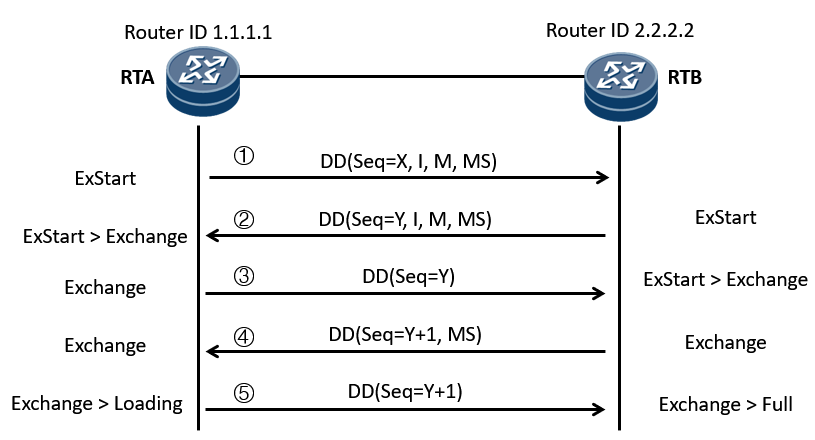 Router ID 1.1.1.1
Router ID 2.2.2.2
RTA
RTB
① DD(Seq=X, I, M, MS)
ExStart
② DD(Seq=Y, I, M, MS)
ExStart
ExStart > Exchange
③ DD(Seq=Y)
ExStart > Exchange
Exchange
④ DD(Seq=Y+1, MS)
Exchange
Exchange
⑤ DD(Seq=Y+1)
Exchange > Loading
Exchange > Full